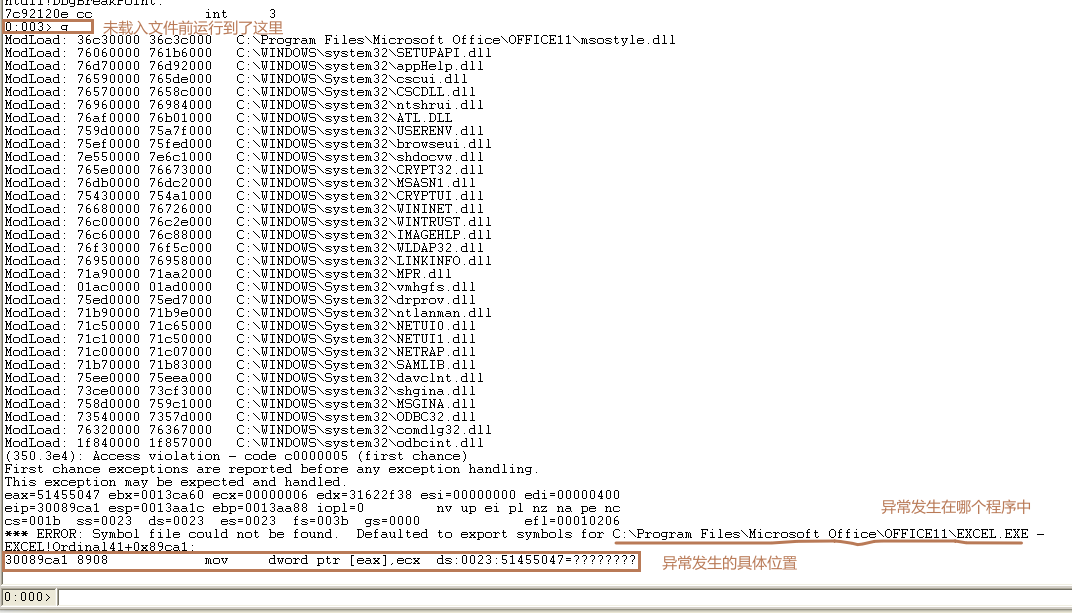 ntdll!DbgBreakPoint:
7c92120e cc              int     3
0:003> g 未载入文件前运行到了这里
ModLoad: 36c30000 36c3c000   C:\Program Files\Microsoft Office\OFFICE11\msostyle.dll
ModLoad: 76060000 761b6000   C:\WINDOWS\system32\SETUPAPI.dll
ModLoad: 76d70000 76d92000   C:\WINDOWS\system32\appHelp.dll
ModLoad: 76590000 765de000   C:\WINDOWS\System32\cscui.dll
ModLoad: 76570000 7658c000   C:\WINDOWS\System32\CSCDLL.dll
ModLoad: 76960000 76984000   C:\WINDOWS\system32\ntshrui.dll
ModLoad: 76af0000 76b01000   C:\WINDOWS\system32\ATL.DLL
ModLoad: 759d0000 75a7f000   C:\WINDOWS\system32\USERENV.dll
ModLoad: 75ef0000 75fed000   C:\WINDOWS\system32\browseui.dll
ModLoad: 7e550000 7e6c1000   C:\WINDOWS\system32\shdocvw.dll
ModLoad: 765e0000 76673000   C:\WINDOWS\system32\CRYPT32.dll
ModLoad: 76db0000 76dc2000   C:\WINDOWS\system32\MSASN1.dll
ModLoad: 75430000 754a1000   C:\WINDOWS\system32\CRYPTUI.dll
ModLoad: 76680000 76726000   C:\WINDOWS\system32\WININET.dll
ModLoad: 76c00000 76c2e000   C:\WINDOWS\system32\WINTRUST.dll
ModLoad: 76c60000 76c88000   C:\WINDOWS\system32\IMAGEHLP.dll
ModLoad: 76f30000 76f5c000   C:\WINDOWS\system32\WLDAP32.dll
ModLoad: 76950000 76958000   C:\WINDOWS\system32\LINKINFO.dll
ModLoad: 71a90000 71aa2000   C:\WINDOWS\system32\MPR.dll
ModLoad: 01ac0000 01ad0000   C:\WINDOWS\system32\vmhgfs.dll
ModLoad: 75ed0000 75ed7000   C:\WINDOWS\System32\drprov.dll
ModLoad: 71b90000 71b9e000   C:\WINDOWS\System32\ntlanman.dll
ModLoad: 71c50000 71c65000   C:\WINDOWS\System32\NETUI0.dll
ModLoad: 71c10000 71c50000   C:\WINDOWS\System32\NETUI1.dll
ModLoad: 71c00000 71c07000   C:\WINDOWS\System32\NETRAP.dll
ModLoad: 71b70000 71b83000   C:\WINDOWS\System32\SAMLIB.dll
ModLoad: 75ee0000 75eea000   C:\WINDOWS\System32\davclnt.dll
ModLoad: 73ce0000 73cf3000   C:\WINDOWS\System32\shgina.dll
ModLoad: 758d0000 759c1000   C:\WINDOWS\System32\MSGINA.dll
ModLoad: 73540000 7357d000   C:\WINDOWS\system32\ODBC32.dll
ModLoad: 76320000 76367000   C:\WINDOWS\system32\comdlg32.dll
ModLoad: 1f840000 1f857000   C:\WINDOWS\system32\odbcint.dll
(350.3e4): Access violation - code c0000005 (first chance)
First chance exceptions are reported before any exception handling.
This exception may be expected and handled.
eax=51455047 ebx=0013ca60 ecx=00000006 edx=31622f38 esi=00000000 edi=00000400
eip=30089ca1 esp=0013aa1c ebp=0013aa88 iopl=0         nv up ei pl nz na pe nc
异常发生在哪个程序中
cs=001b  ss=0023  ds=0023  es=0023  fs=003b  gs=0000             efl=00010206
*** ERROR: Symbol file could not be found.  Defaulted to export symbols for C:\Program Files\Microsoft Office\OFFICE11\EXCEL.EXE -
EXCEL!Ordinal41+0x89ca1:
30089ca1 8908            mov     dword ptr [eax],ecx  ds:0023:51455047=???????? 异常发生的具体位置
0:000>